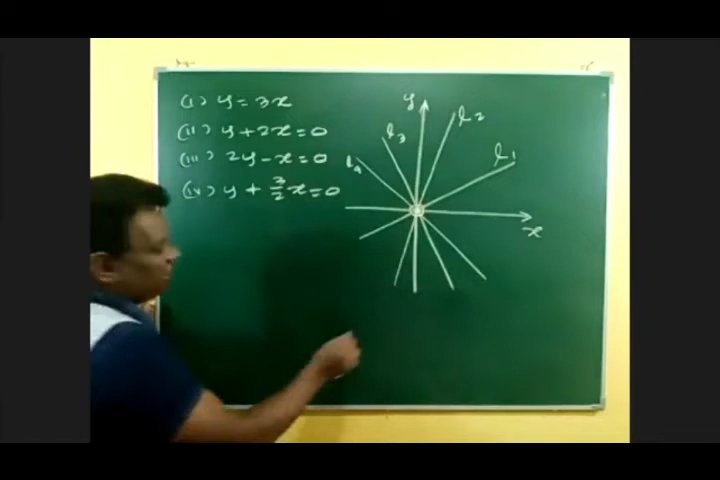 (i) y = 3x
(ii) y + 2x = 0
(iii) 2y - x = 0
(iv) y + 3/2 x = 0
y
l2
l3
l1
l4
x